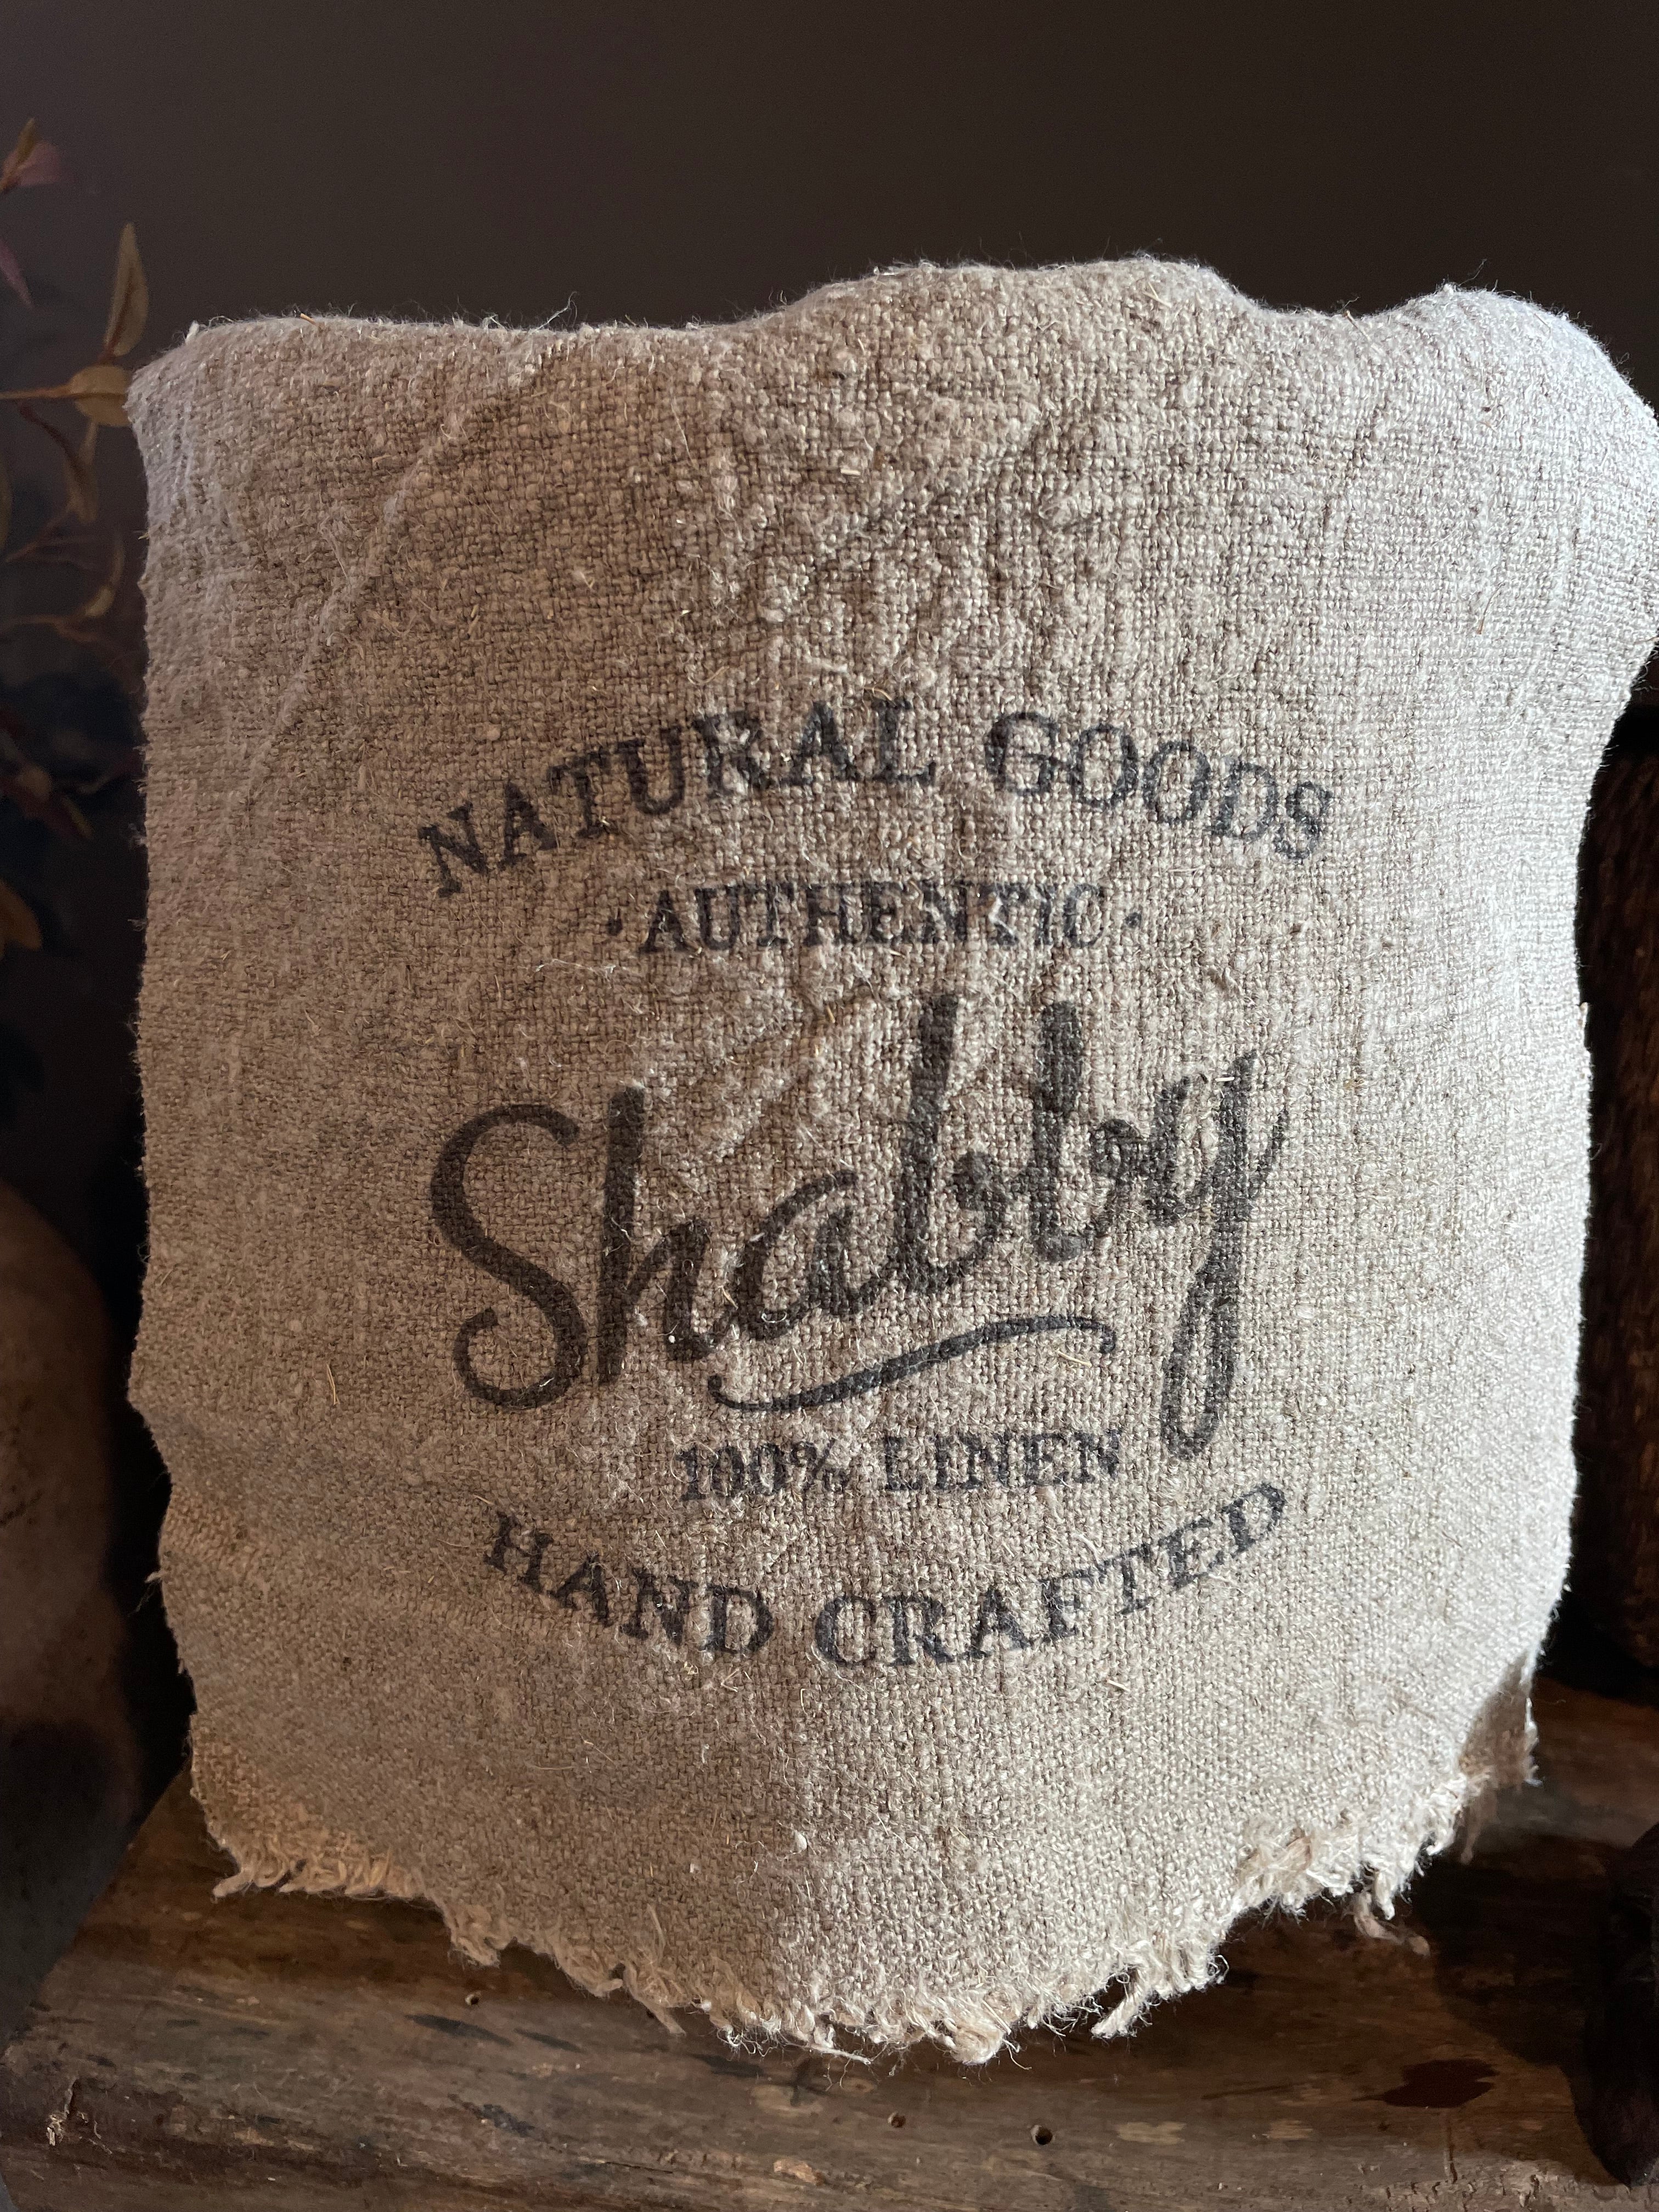 NATURAL GOODS
· AUTHENTIC ·
Shabby
100% LINEN
HAND CRAFTED